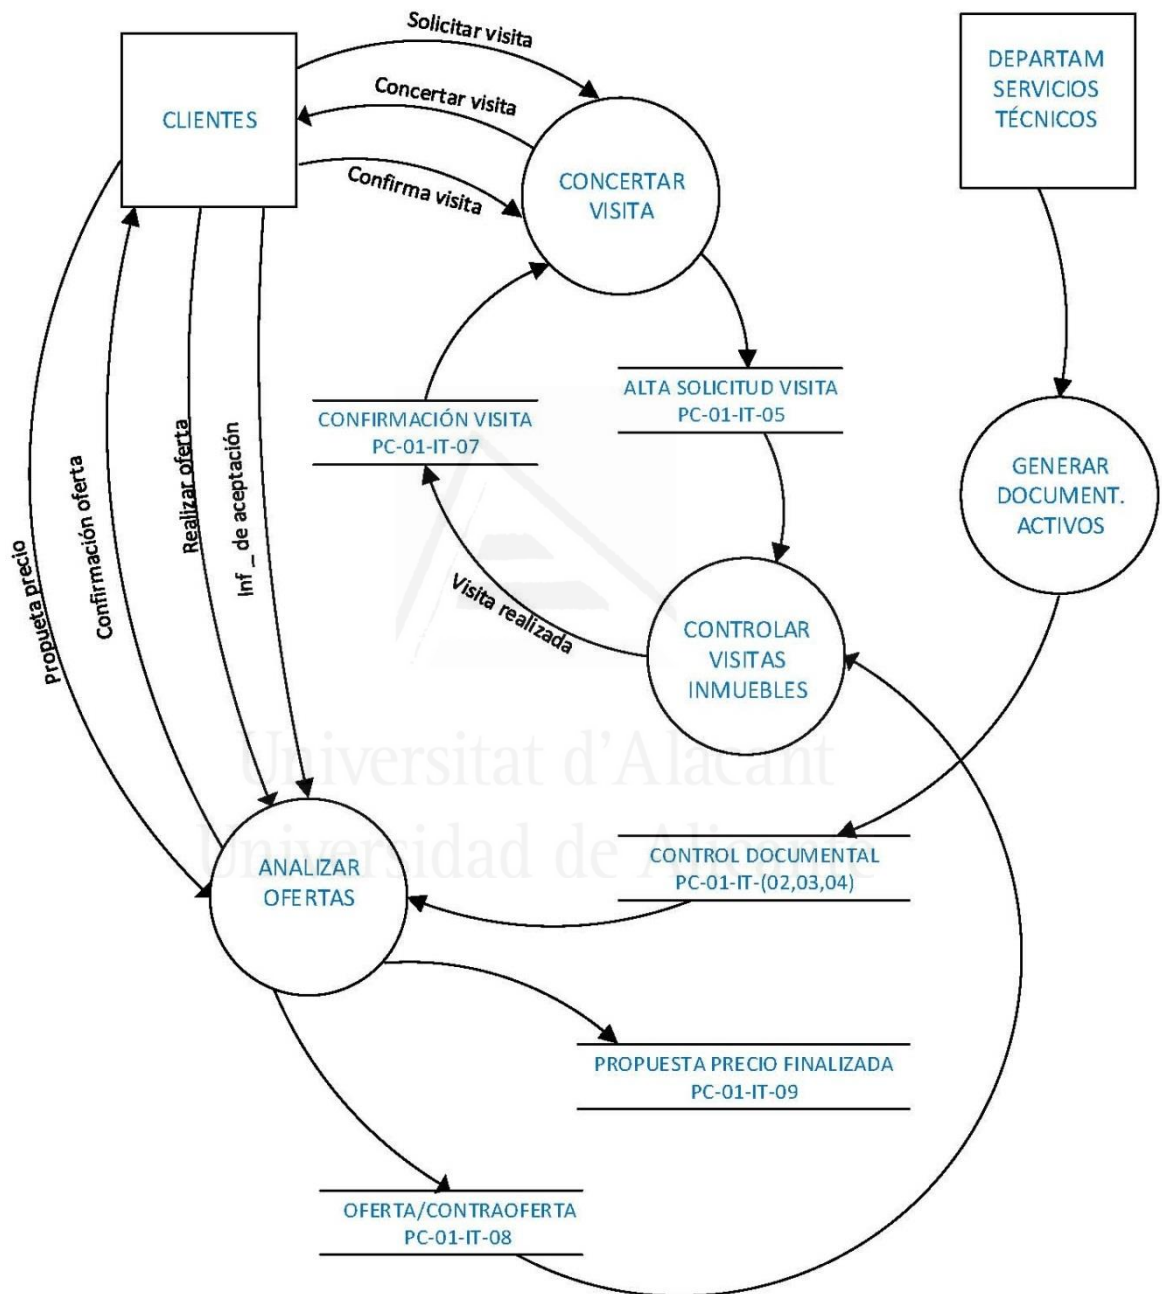 Solicitar visita
Concertar visita
Confirma visita
CLIENTES
CONCERTAR
VISITA
DEPARTAM
SERVICIOS
TÉCNICOS
ALTA SOLICITUD VISITA
PC-01-IT-05
CONFIRMACIÓN VISITA
PC-01-IT-07
GENERAR
DOCUMENT.
ACTIVOS
Propueta precio
Confirmación oferta
Realizar oferta
Inf _ de aceptación
Visita realizada
CONTROLAR
VISITAS
INMUEBLES
Universitat d'Alacant
Universidad de Alicante
ANALIZAR
OFERTAS
CONTROL DOCUMENTAL
PC-01-IT-(02,03,04)
PROPUESTA PRECIO FINALIZADA
PC-01-IT-09
OFERTA/CONTRAOFERTA
PC-01-IT-08